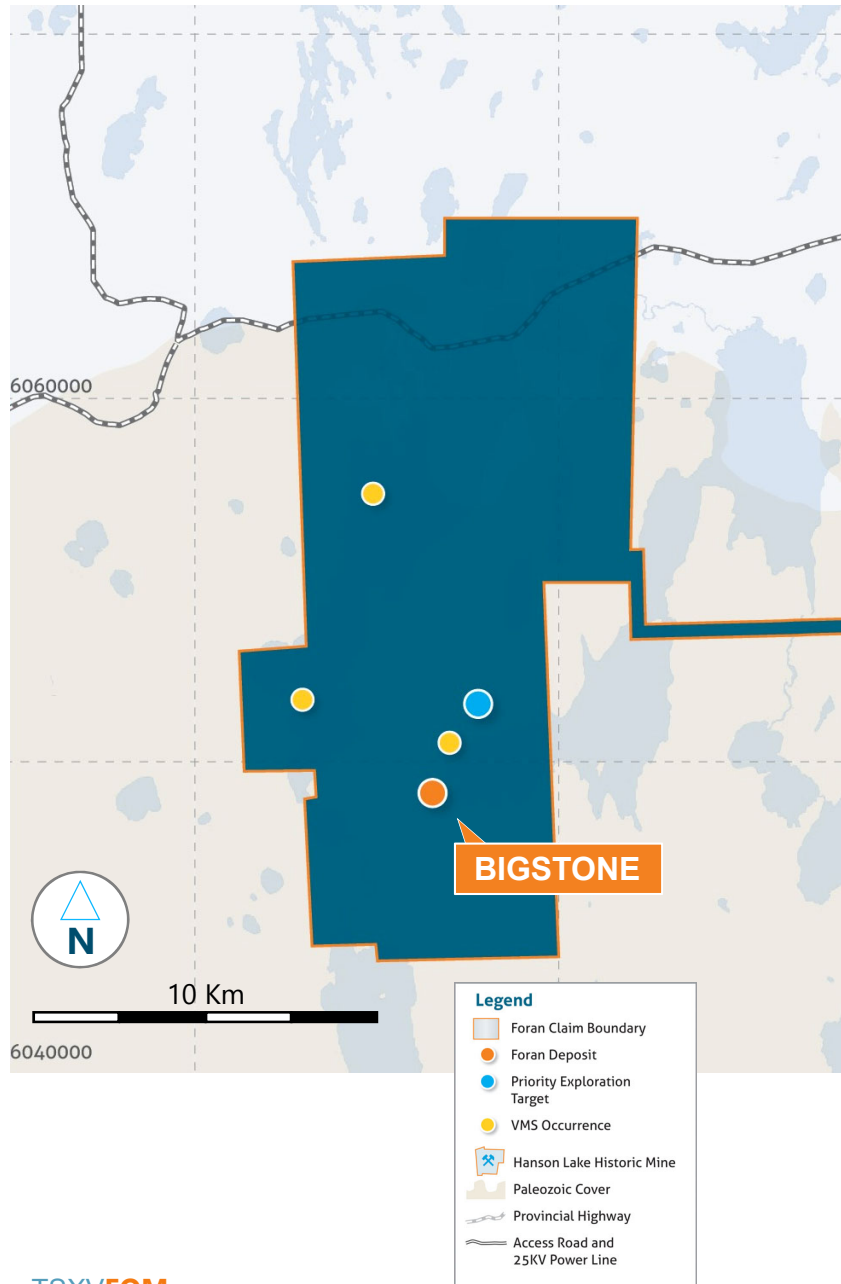 6060000
BIGSTONE
N
10 Km
6040000
Legend
Foran Claim Boundary
Foran Deposit
Priority Exploration
Target
VMS Occurrence
Hanson Lake Historic Mine
Paleozoic Cover
Provincial Highway
Access Road and
25KV Power Line